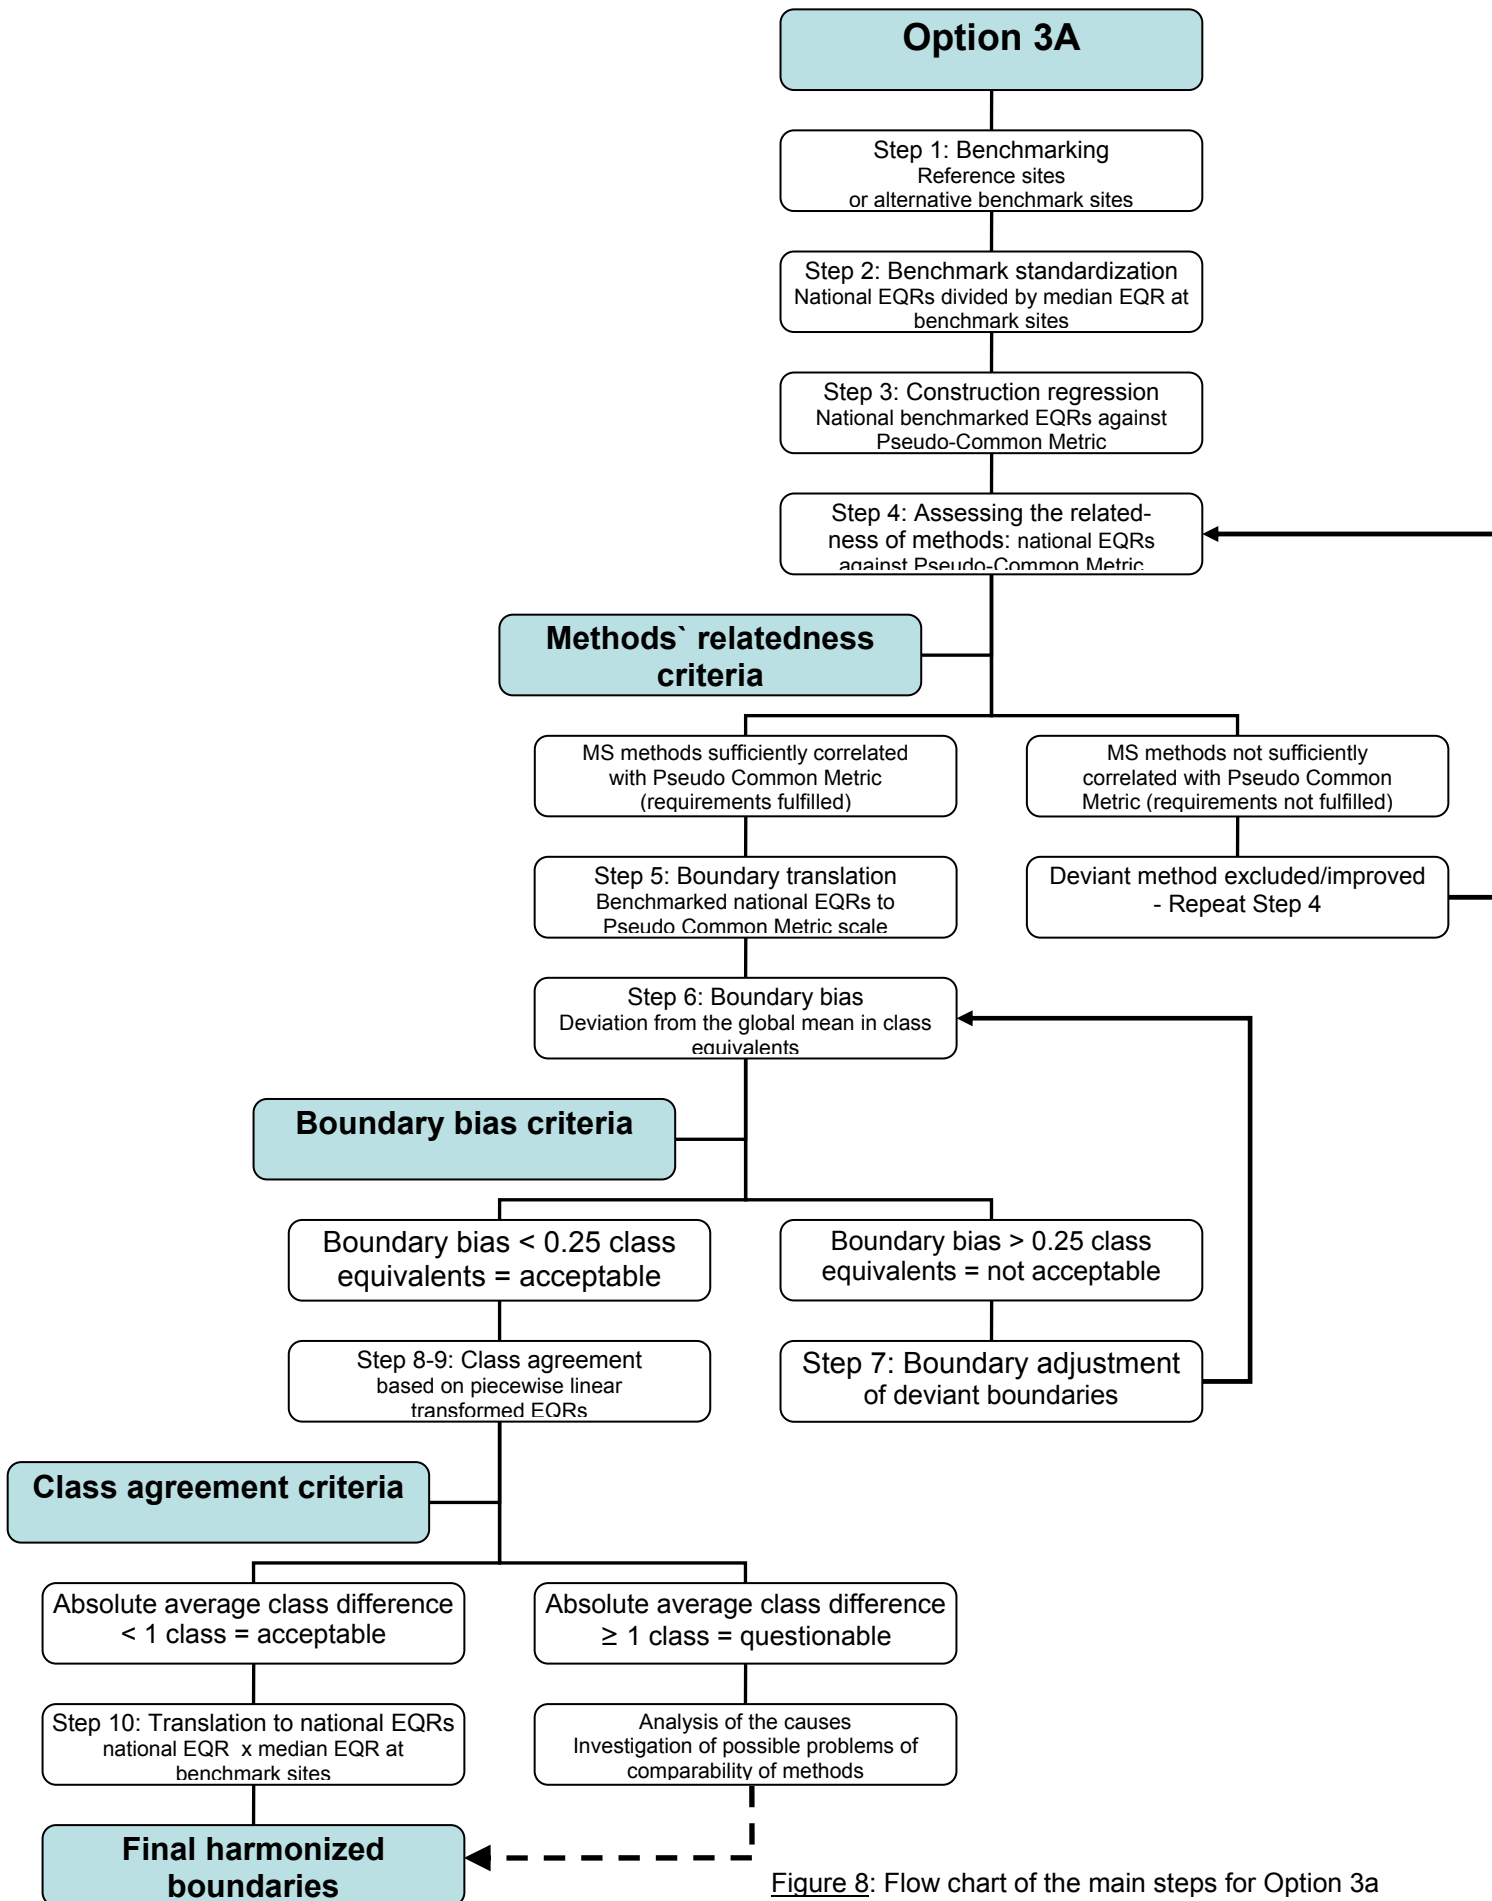 Option 3A
Step 1: Benchmarking
Reference sites
or alternative benchmark sites
Step 2: Benchmark standardization
National EQRs divided by median EQR at
benchmark sites
Step 3: Construction regression
National benchmarked EQRs against
Pseudo-Common Metric
Step 4: Assessing the related-
ness of methods: national EQRs
against Pseudo-Common Metric
Methods` relatedness
criteria
MS methods sufficiently correlated
with Pseudo Common Metric
(requirements fulfilled)
MS methods not sufficiently
correlated with Pseudo Common
Metric (requirements not fulfilled)
Step 5: Boundary translation
Benchmarked national EQRs to
Pseudo Common Metric scale
Deviant method excluded/improved
- Repeat Step 4
Step 6: Boundary bias
Deviation from the global mean in class
equivalents
Boundary bias criteria
Boundary bias < 0.25 class
equivalents = acceptable
Boundary bias > 0.25 class
equivalents = not acceptable
Step 8-9: Class agreement
based on piecewise linear
transformed EQRs
Step 7: Boundary adjustment
of deviant boundaries
Class agreement criteria
Absolute average class difference
< 1 class = acceptable
Absolute average class difference
≥ 1 class = questionable
Step 10: Translation to national EQRs
national EQR x median EQR at
benchmark sites
Analysis of the causes
Investigation of possible problems of
comparability of methods
Final harmonized
boundaries
Figure 8: Flow chart of the main steps for Option 3a